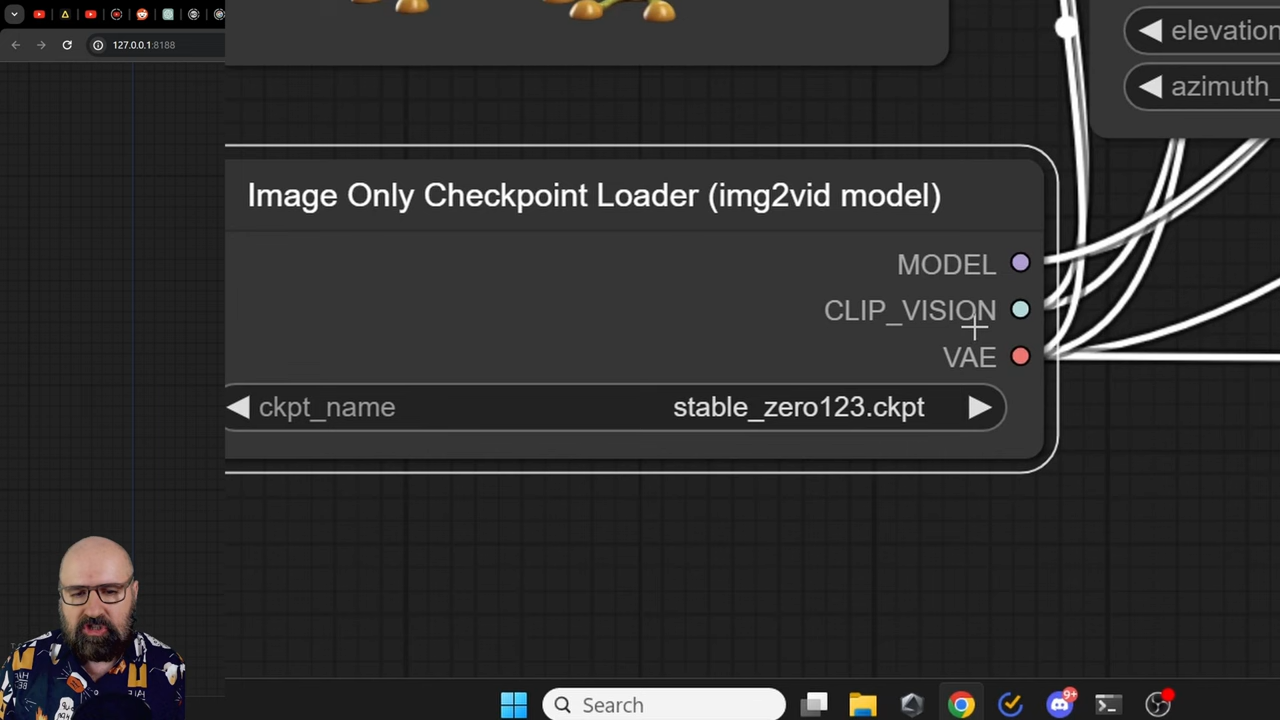 127.0.0.1:8188
elevation
azimuth_
Image Only Checkpoint Loader (img2vid model)
MODEL
CLIP_VISION
VAE
ckpt_name stable_zero123.ckpt
Search
9+